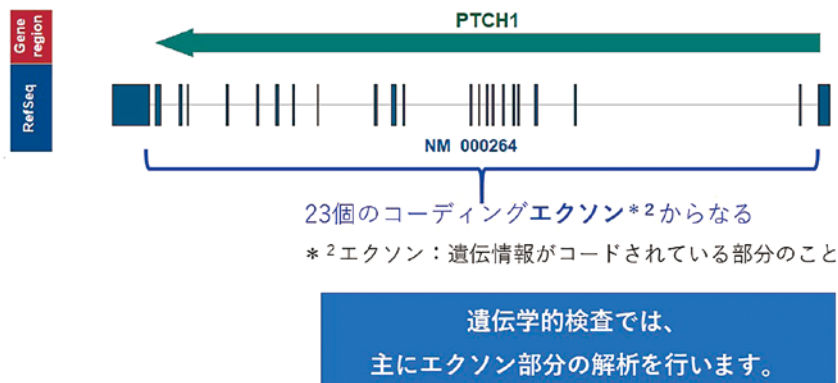 Gene
region
PTCH1
RefSeq
NM 000264
23個のコーディングエクソン*2からなる
*2エクソン：遺伝情報がコードされている部分のこと
遺伝学的検査では、
主にエクソン部分の解析を行います。